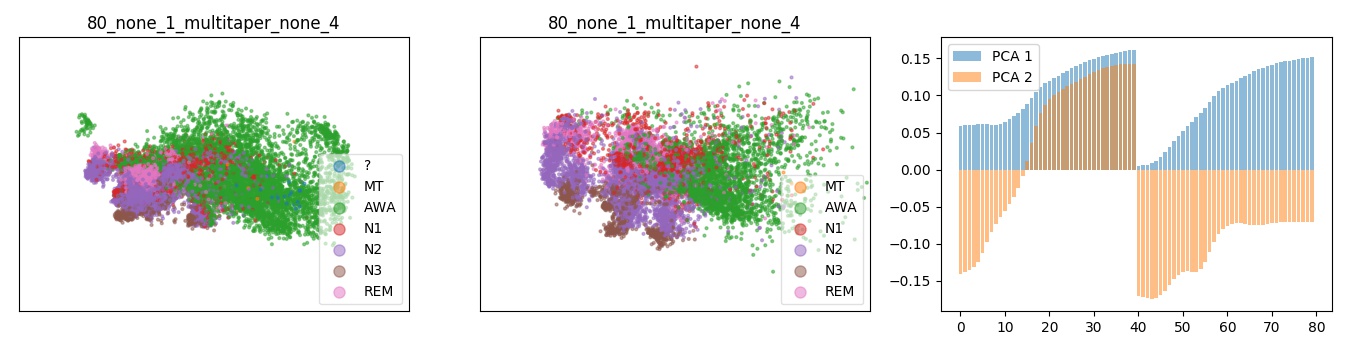 80_none_1_multitaper_none_4
?
MT
AWA
N1
N2
N3
REM
80_none_1_multitaper_none_4
MT
AWA
N1
N2
N3
REM
PCA 1
PCA 2
0.15
0.10
0.05
0.00
−0.05
−0.10
−0.15
0 10 20 30 40 50 60 70 80